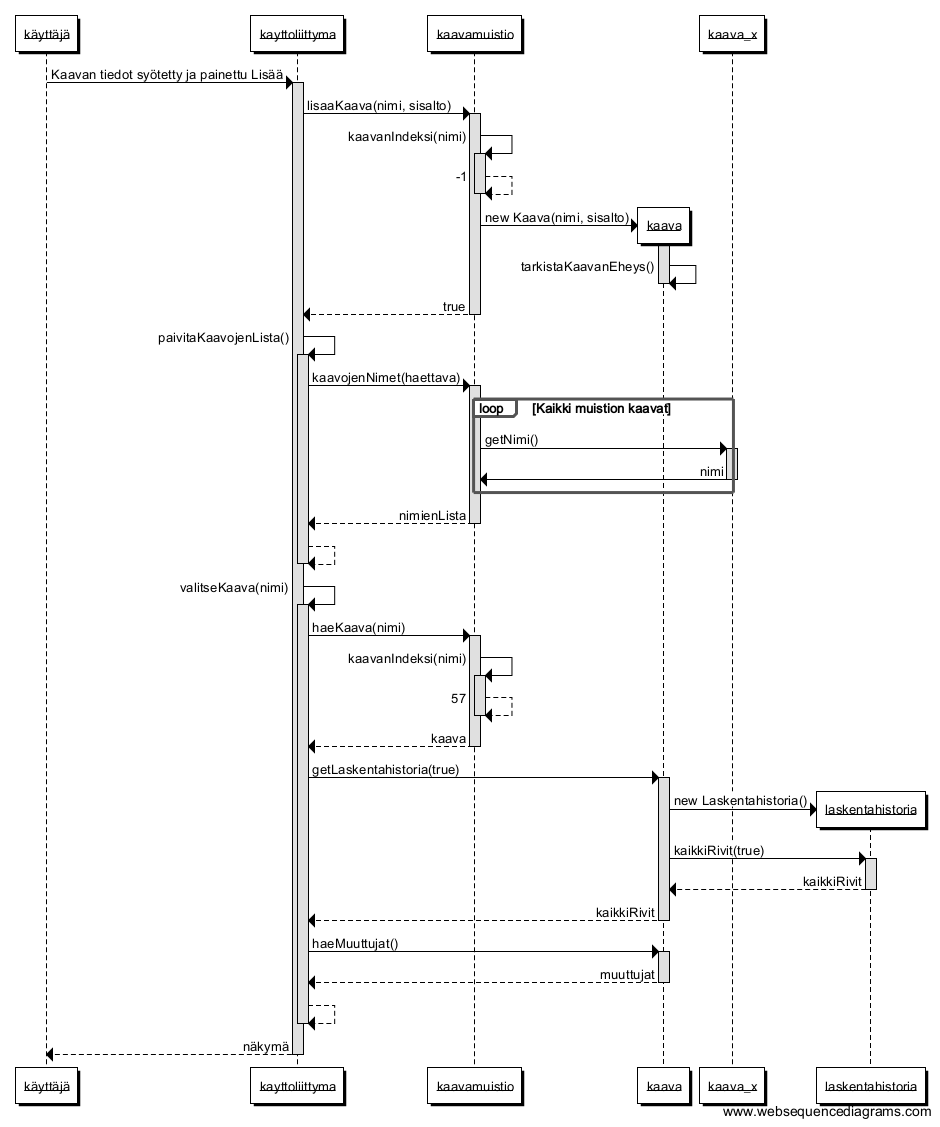 käyttäjä
kayttoliittyma
kaavamuistio
kaava_x
Kaavan tiedot syötetty ja painettu Lisää
lisaaKaava(nimi, sisalto)
kaavanIndeksi(nimi)
-1
new Kaava(nimi, sisalto)
kaava
tarkistaKaavanEheys()
true
paivitaKaavojenLista()
kaavojenNimet(haettava)
loop
[Kaikki muistion kaavat]
getNimi()
nimi
nimienLista
valitseKaava(nimi)
haeKaava(nimi)
kaavanIndeksi(nimi)
57
kaava
getLaskentahistoria(true)
new Laskentahistoria()
laskentahistoria
kaikkiRivit(true)
kaikkiRivit
kaikkiRivit
haeMuuttujat()
muuttujat
näkymä
käyttäjä
kayttoliittyma
kaavamuistio
kaava
kaava_x
laskentahistoria
www.websequencediagrams.com